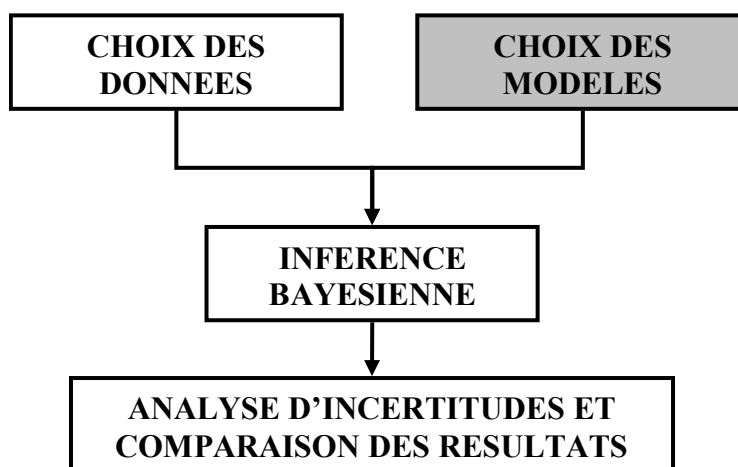 CHOIX DES
DONNEES
CHOIX DES
MODELES
INFERENCE
BAYESIENNE
ANALYSE D’INCERTITUDES ET
COMPARAISON DES RESULTATS